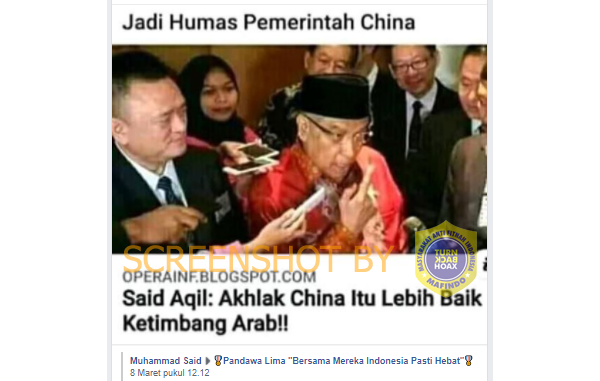 Jadi Humas Pemerintah China
SCREENSHOT BY
MASYARAKAT ANTI FITNAH INDONESIA
TURN
BACK
HOAX
MAFINDO
OPERAINF.BLOGSPOT.COM
Said Aqil: Akhlak China Itu Lebih Baik
Ketimbang Arab!!
Muhammad Said ▸ 🎖Pandawa Lima "Bersama Mereka Indonesia Pasti Hebat"🎖
8 Maret pukul 12.12